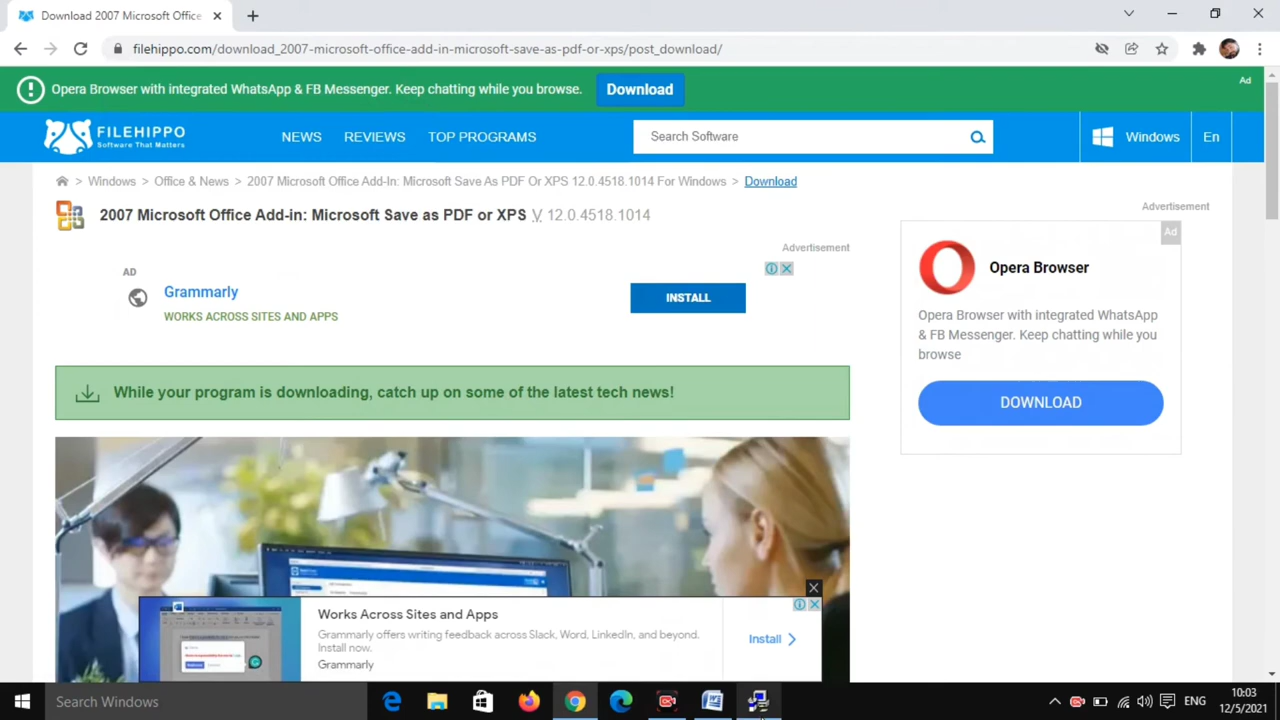 Download 2007 Microsoft Office
filehippo.com/download_2007-microsoft-office-add-in-microsoft-save-as-pdf-or-xps/post_download/
Opera Browser with integrated WhatsApp & FB Messenger. Keep chatting while you browse.
Download
Ad
FILEHIPPO
Software That Matters
NEWS
REVIEWS
TOP PROGRAMS
Search Software
Windows
En
> Windows > Office & News > 2007 Microsoft Office Add-In: Microsoft Save As PDF Or XPS 12.0.4518.1014 For Windows > Download
2007 Microsoft Office Add-in: Microsoft Save as PDF or XPS V 12.0.4518.1014
Advertisement
AD
Grammarly
WORKS ACROSS SITES AND APPS
INSTALL
Advertisement
Ad
Opera Browser
Opera Browser with integrated WhatsApp
& FB Messenger. Keep chatting while you
browse
DOWNLOAD
While your program is downloading, catch up on some of the latest tech news!
Works Across Sites and Apps
Grammarly offers writing feedback across Slack, Word, LinkedIn, and beyond.
Install now.
Grammarly
Install
Search Windows
ENG
10:03
12/5/2021